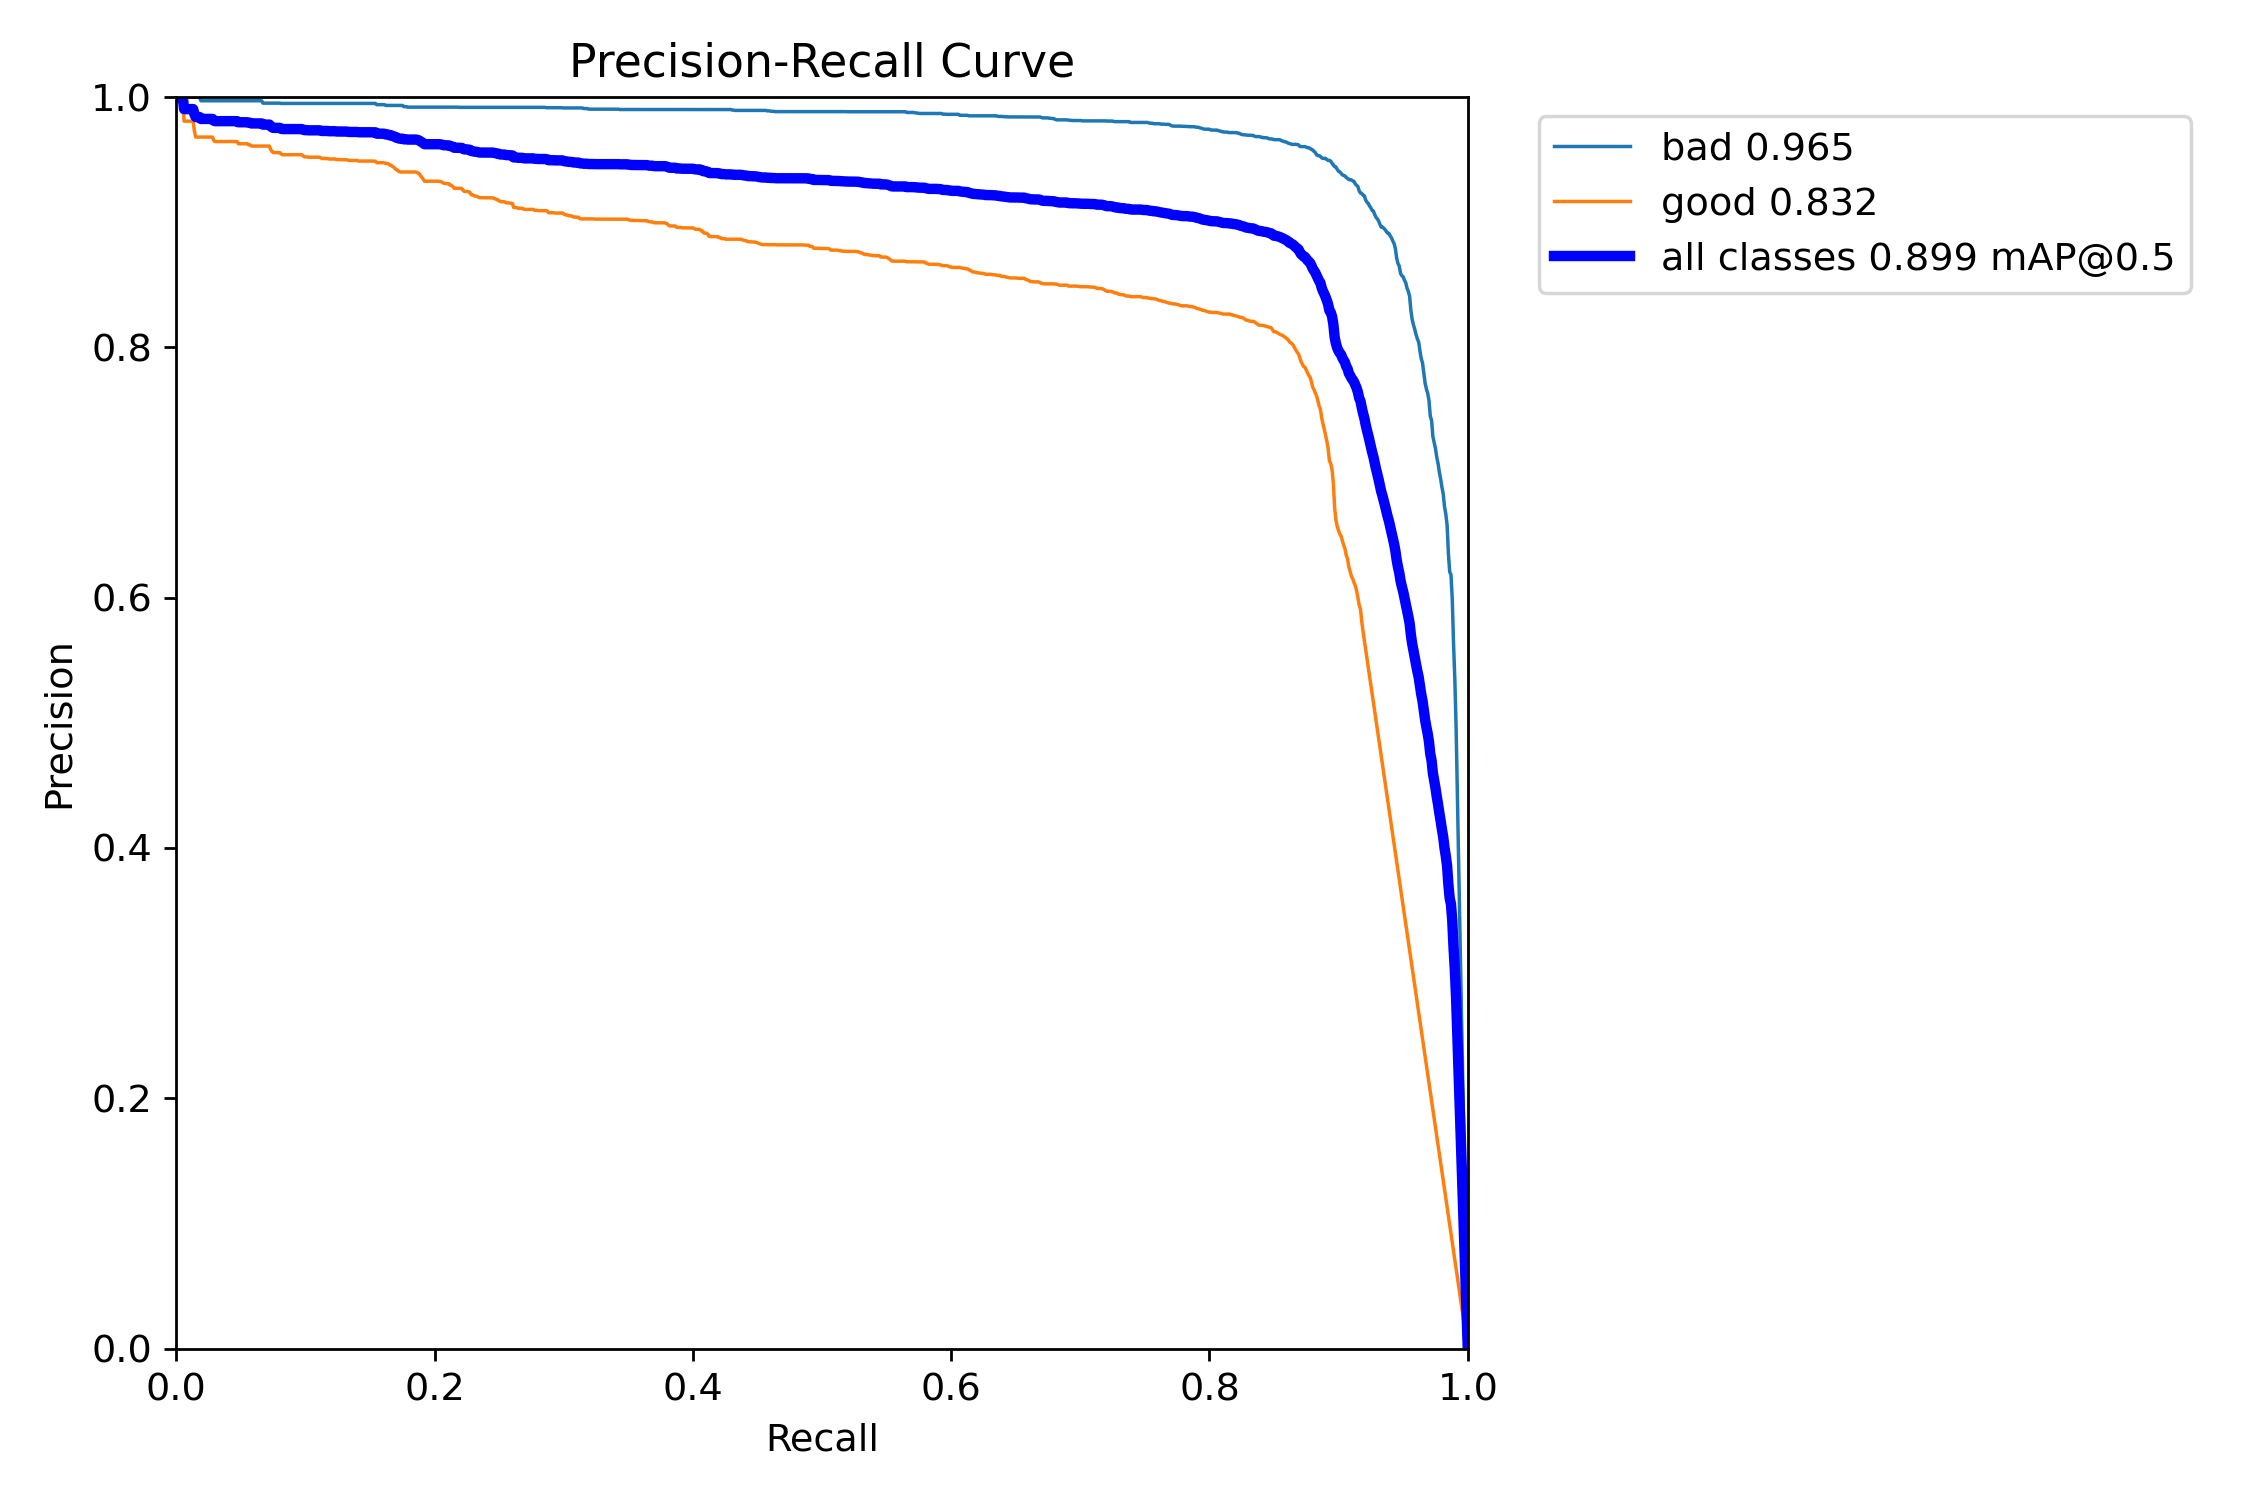 Precision-Recall Curve
1.0
0.8
0.6
0.4
0.2
0.0
Precision
0.0 0.2 0.4 0.6 0.8 1.0
Recall
bad 0.965
good 0.832
all classes 0.899 mAP@0.5